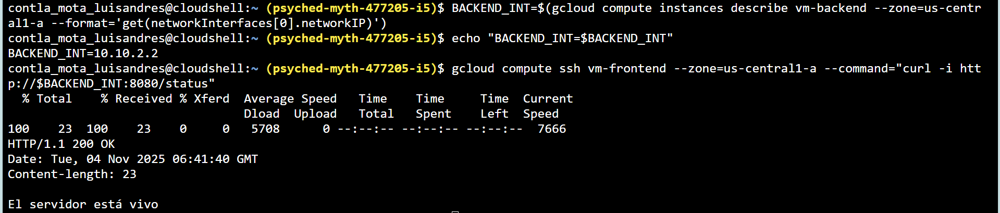 contla_mota_luisandres@cloudshell:~ (psyched-myth-477205-i5)$ BACKEND_INT=$(gcloud compute instances describe vm-backend --zone=us-centr
al1-a --format='get(networkInterfaces[0].networkIP)')
contla_mota_luisandres@cloudshell:~ (psyched-myth-477205-i5)$ echo "BACKEND_INT=$BACKEND_INT"
BACKEND_INT=10.10.2.2
contla_mota_luisandres@cloudshell:~ (psyched-myth-477205-i5)$ gcloud compute ssh vm-frontend --zone=us-central1-a --command="curl -i htt
p://$BACKEND_INT:8080/status"
  % Total    % Received % Xferd  Average Speed   Time    Time     Time  Current
                                 Dload  Upload   Total   Spent    Left  Speed
100    23  100    23    0     0   5708      0 --:--:-- --:--:-- --:--:--  7666
HTTP/1.1 200 OK
Date: Tue, 04 Nov 2025 06:41:40 GMT
Content-length: 23

El servidor está vivo